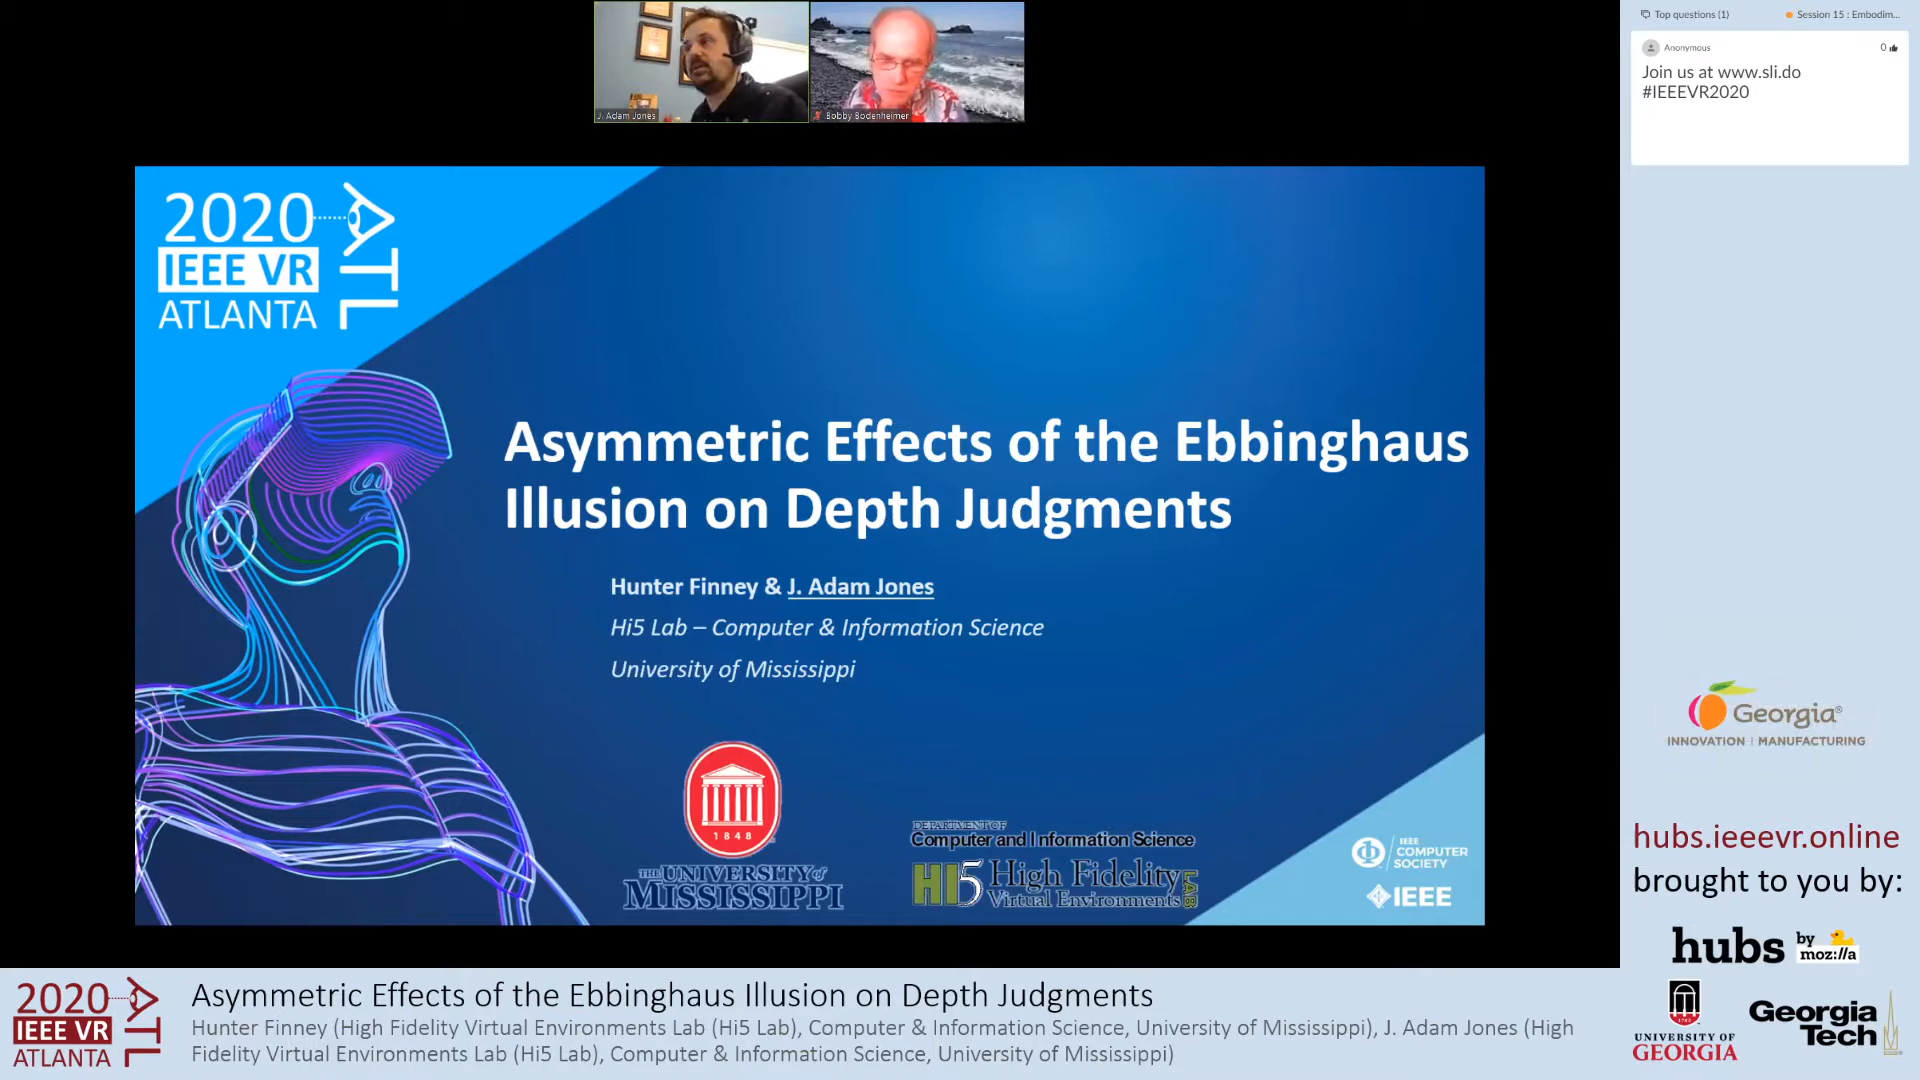 J. Adam Jones
Bobby Bodenheimer
Top questions (1)
Session 15 : Embodim...
Anonymous
0
Join us at www.sli.do
#IEEEVR2020
2020
IEEE VR
ATLANTA
ATL
Asymmetric Effects of the Ebbinghaus
Illusion on Depth Judgments
Hunter Finney & J. Adam Jones
Hi5 Lab – Computer & Information Science
University of Mississippi
1848
THE UNIVERSITY of
MISSISSIPPI
DEPARTMENT OF
Computer and Information Science
HI5 High Fidelity
Virtual Environments
LAB
IEEE
COMPUTER
SOCIETY
IEEE
Georgia®
INNOVATION | MANUFACTURING
hubs.ieeevr.online
brought to you by:
hubs by
moz://a
UNIVERSITY OF
GEORGIA
Georgia
Tech
2020
IEEE VR
ATLANTA
ATL
Asymmetric Effects of the Ebbinghaus Illusion on Depth Judgments
Hunter Finney (High Fidelity Virtual Environments Lab (Hi5 Lab), Computer & Information Science, University of Mississippi), J. Adam Jones (High
Fidelity Virtual Environments Lab (Hi5 Lab), Computer & Information Science, University of Mississippi)